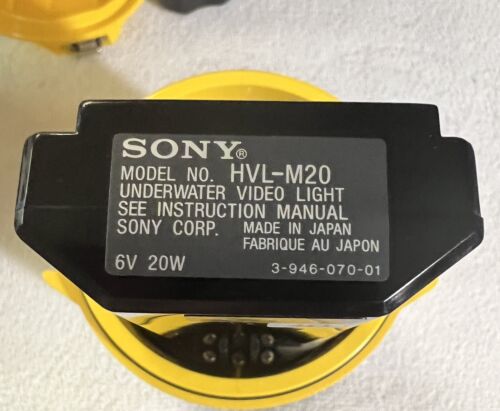 SONY®
MODEL NO. HVL-M20
UNDERWATER VIDEO LIGHT
SEE INSTRUCTION MANUAL
SONY CORP. MADE IN JAPAN
FABRIQUE AU JAPON
6V 20W 3-946-070-01